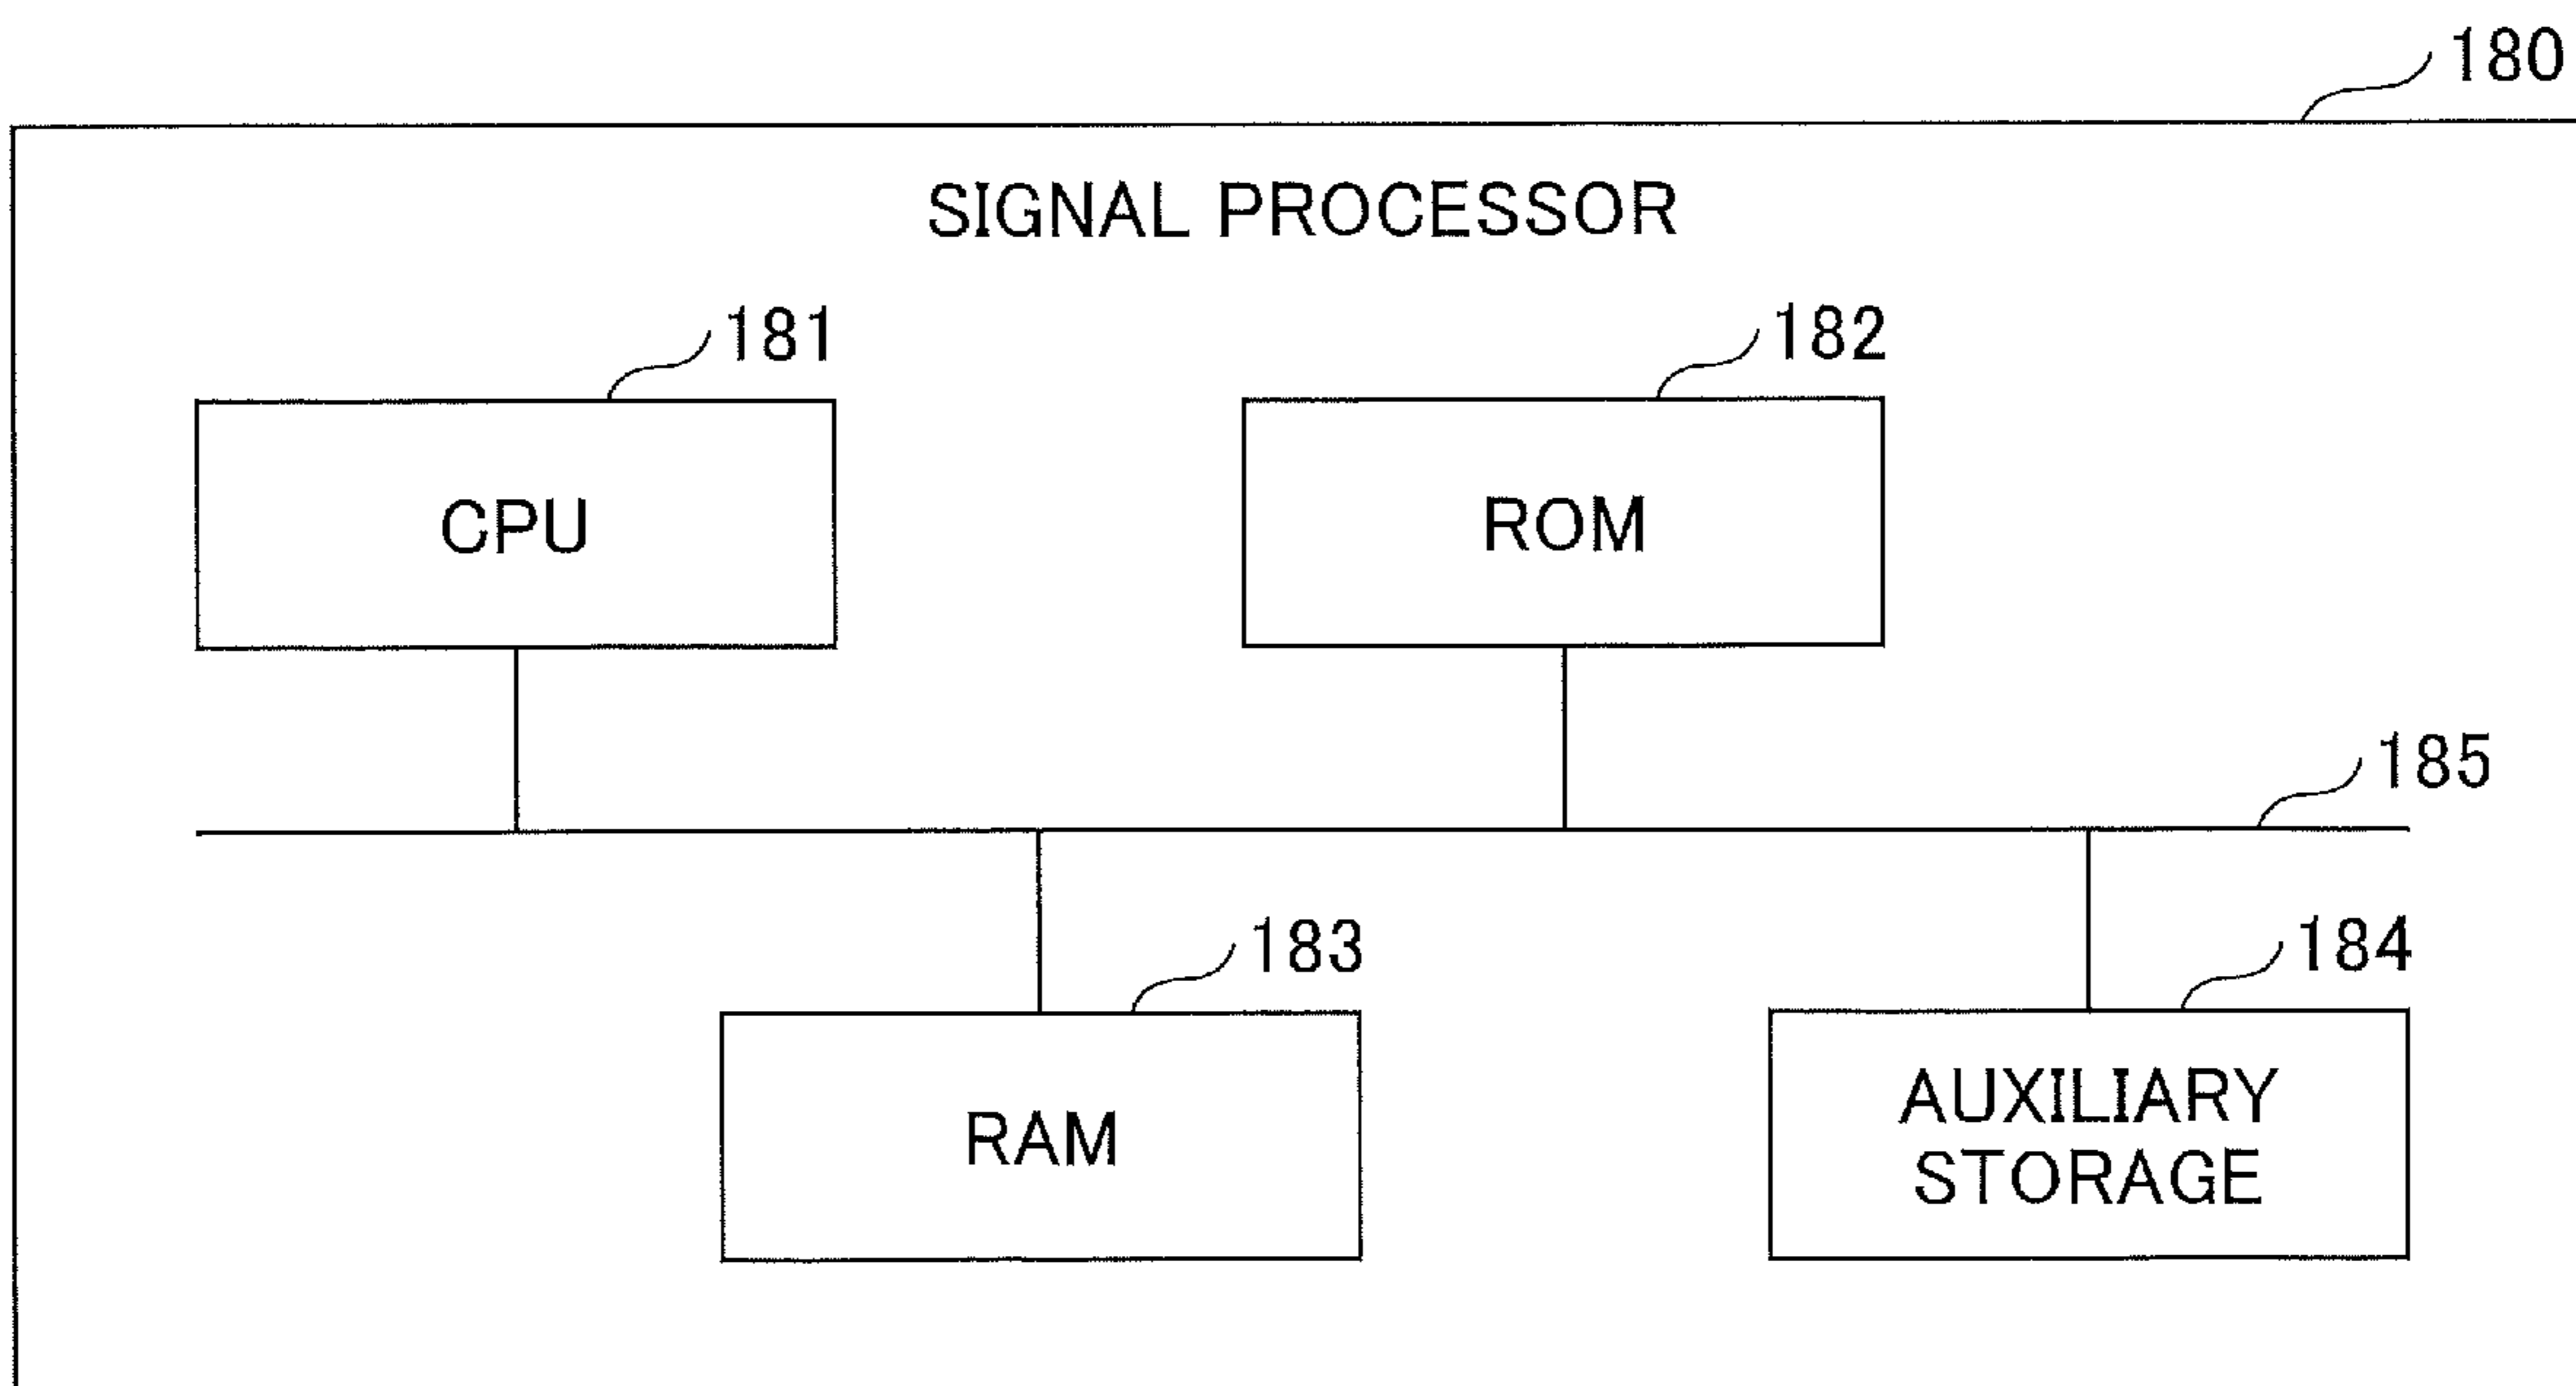 180
SIGNAL PROCESSOR
181
182
CPU
ROM
185
183
184
RAM
AUXILIARY
STORAGE